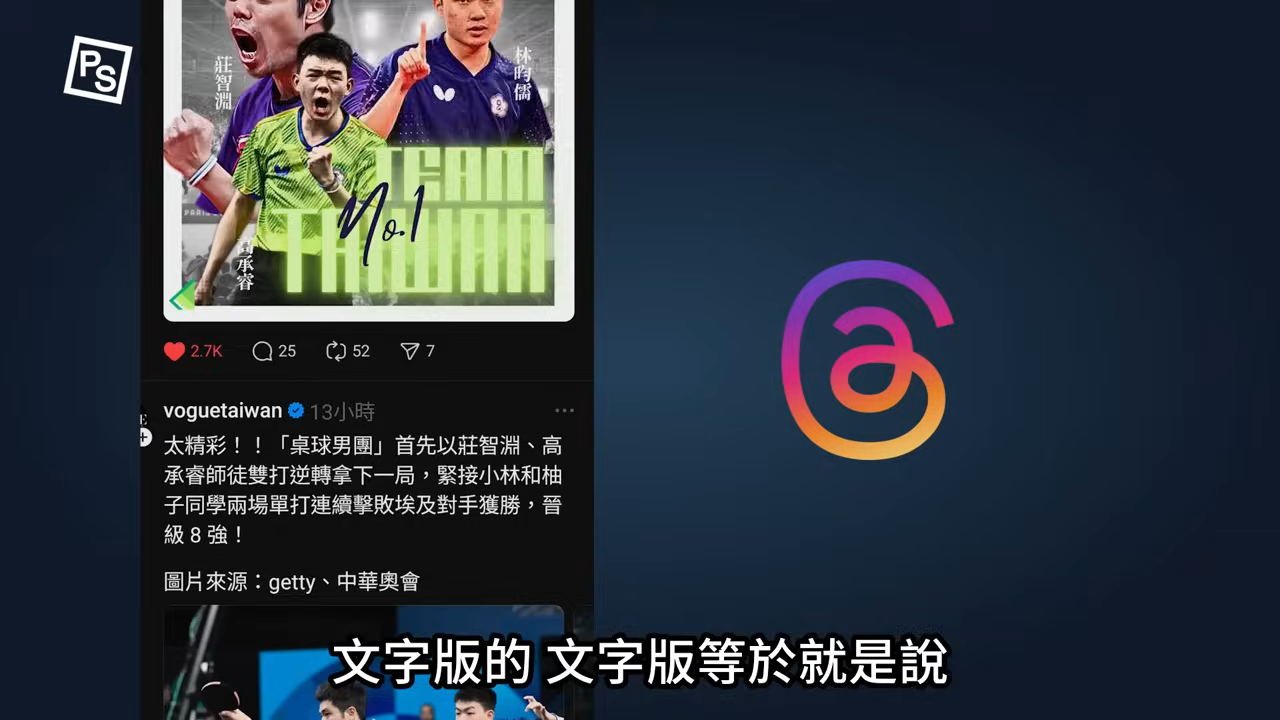 PS
莊智淵
林昀儒
TEAM
No.1
TAIWAN
高承睿
2.7K 25 52 7
voguetaiwan 13小時
太精彩！！「桌球男團」首先以莊智淵、高
承睿師徒雙打逆轉拿下一局，緊接小林和柚
子同學兩場單打連續擊敗埃及對手獲勝，晉
級 8 強！
圖片來源：getty、中華奧會
文字版的 文字版等於就是說